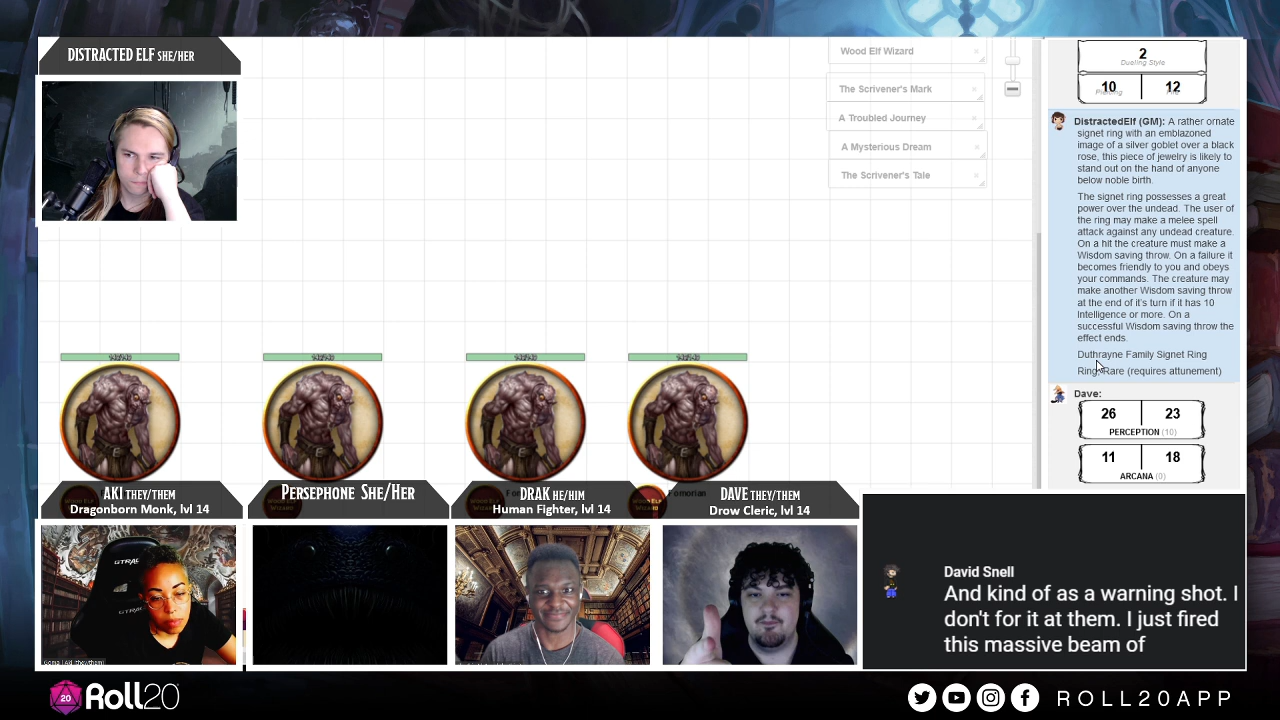 DISTRACTED ELF SHE/HER
Wood Elf Wizard
The Scrivener's Mark
A Troubled Journey
A Mysterious Dream
The Scrivener's Tale
2
Dueling Style
10 12
DistractedElf (GM): A rather ornate
signet ring with an emblazoned
image of a silver goblet over a black
rose, this piece of jewelry is likely to
stand out on the hand of anyone
below noble birth.
The signet ring possesses a great
power over the undead. The user of
the ring may make a melee spell
attack against any undead creature.
On a hit the creature must make a
Wisdom saving throw. On a failure it
becomes friendly to you and obeys
your commands. The creature may
make another Wisdom saving throw
at the end of it's turn if it has 10
intelligence or more. On a
successful Wisdom saving throw the
effect ends.
Duthrayne Family Signet Ring
Ring, Rare (requires attunement)
Dave:
26 23
PERCEPTION (10)
11 18
ARCANA (0)
AKI THEY/THEM
Dragonborn Monk, lvl 14
PERSEPHONE SHE/HER
DRAK HE/HIM
Human Fighter, lvl 14
DAVE THEY/THEM
Drow Cleric, lvl 14
GTRAC
David Snell
And kind of as a warning shot. I
don't for it at them. I just fired
this massive beam of
20
Roll20
ROLL20APP